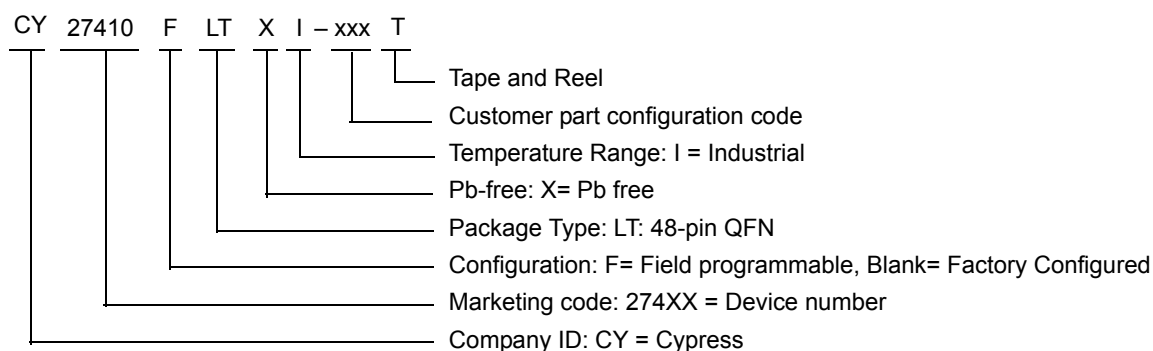 CY 27410 F LT X I – xxx T
Tape and Reel
Customer part configuration code
Temperature Range: I = Industrial
Pb-free: X= Pb free
Package Type: LT: 48-pin QFN
Configuration: F= Field programmable, Blank= Factory Configured
Marketing code: 274XX = Device number
Company ID: CY = Cypress